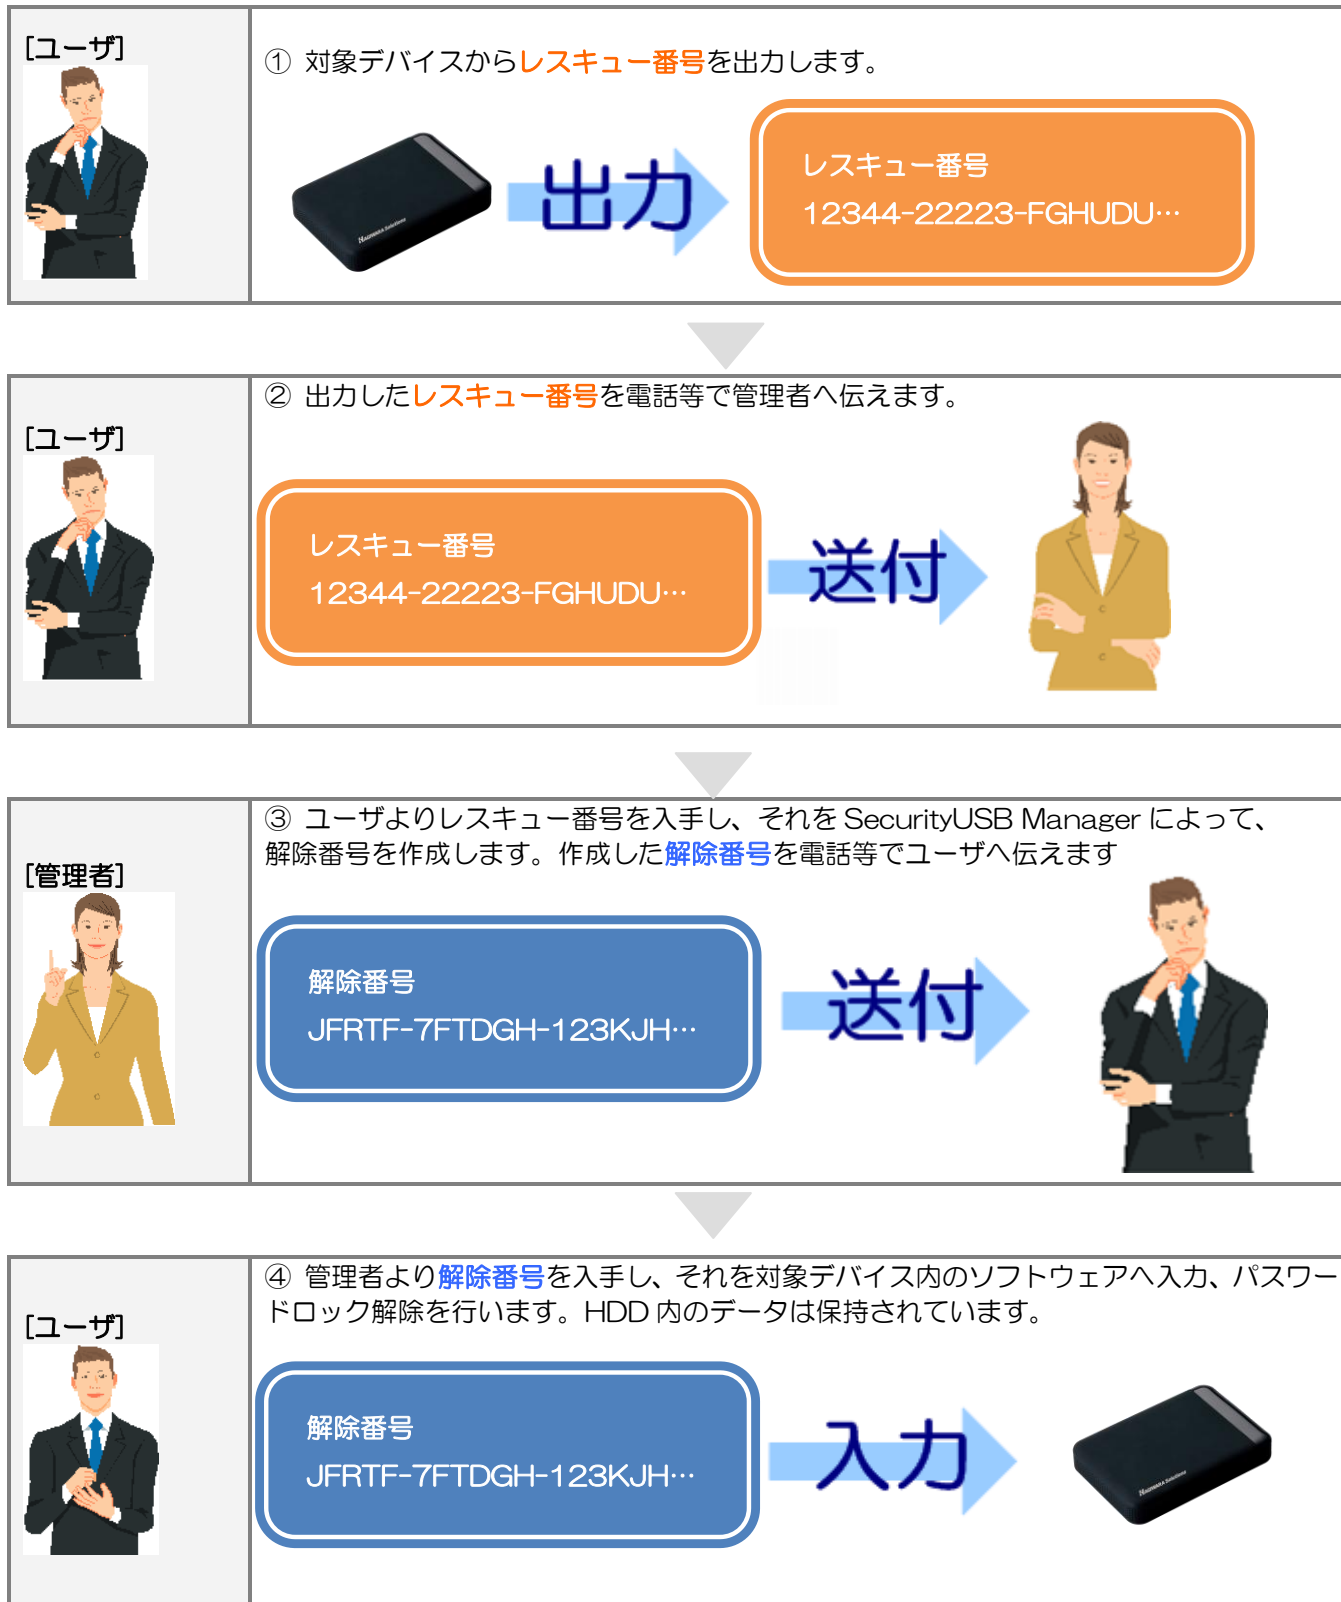 [ユーザ]
① 対象デバイスからレスキュー番号を出力します。
HAGIWARA Solutions
出力
レスキュー番号
12344-22223-FGHUDU…
[ユーザ]
② 出力したレスキュー番号を電話等で管理者へ伝えます。
レスキュー番号
12344-22223-FGHUDU…
送付
[管理者]
③ ユーザよりレスキュー番号を入手し、それを SecurityUSB Manager によって、
解除番号を作成します。作成した解除番号を電話等でユーザへ伝えます
解除番号
JFRTF-7FTDGH-123KJH…
送付
[ユーザ]
④ 管理者より解除番号を入手し、それを対象デバイス内のソフトウェアへ入力、パスワー
ドロック解除を行います。HDD 内のデータは保持されています。
解除番号
JFRTF-7FTDGH-123KJH…
入力
HAGIWARA Solutions